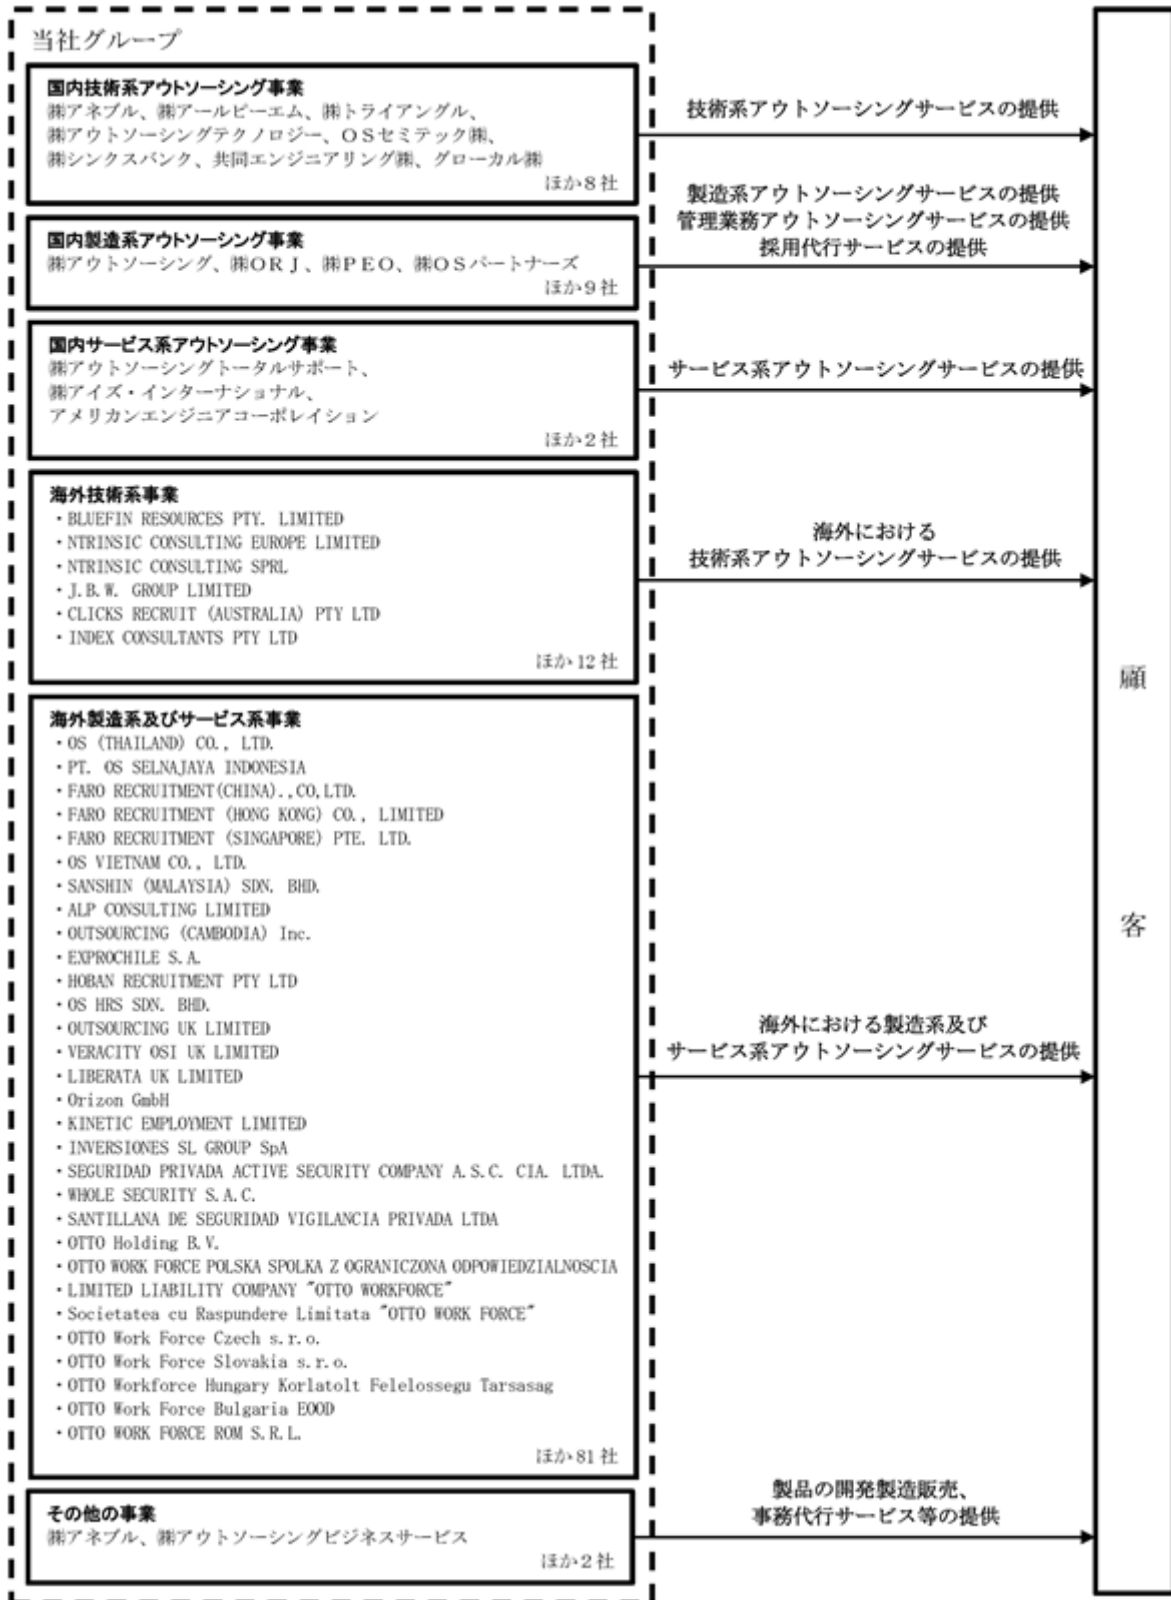 当社グループ
国内技術系アウトソーシング事業
㈱アネブル、㈱アールピーエム、㈱トライアングル、
㈱アウトソーシングテクノロジー、ＯＳセミテック㈱、
㈱シンクスバンク、共同エンジニアリング㈱、グローカル㈱
ほか８社
技術系アウトソーシングサービスの提供
国内製造系アウトソーシング事業
㈱アウトソーシング、㈱ＯＲＪ、㈱ＰＥＯ、㈱ＯＳパートナーズ
ほか９社
製造系アウトソーシングサービスの提供
管理業務アウトソーシングサービスの提供
採用代行サービスの提供
国内サービス系アウトソーシング事業
㈱アウトソーシングトータルサポート、
㈱アイズ・インターナショナル、
アメリカンエンジニアコーポレイション
ほか２社
サービス系アウトソーシングサービスの提供
海外技術系事業
・BLUEFIN RESOURCES PTY. LIMITED
・NTRINSIC CONSULTING EUROPE LIMITED
・NTRINSIC CONSULTING SPRL
・J.B.W. GROUP LIMITED
・CLICKS RECRUIT (AUSTRALIA) PTY LTD
・INDEX CONSULTANTS PTY LTD
ほか12社
海外における
技術系アウトソーシングサービスの提供
海外製造系及びサービス系事業
・OS (THAILAND) CO., LTD.
・PT. OS SELNAJAYA INDONESIA
・FARO RECRUITMENT(CHINA).,CO,LTD.
・FARO RECRUITMENT (HONG KONG) CO., LIMITED
・FARO RECRUITMENT (SINGAPORE) PTE. LTD.
・OS VIETNAM CO., LTD.
・SANSHIN (MALAYSIA) SDN. BHD.
・ALP CONSULTING LIMITED
・OUTSOURCING (CAMBODIA) Inc.
・EXPROCHILE S.A.
・HOBAN RECRUITMENT PTY LTD
・OS HRS SDN. BHD.
・OUTSOURCING UK LIMITED
・VERACITY OSI UK LIMITED
・LIBERATA UK LIMITED
・Orizon GmbH
・KINETIC EMPLOYMENT LIMITED
・INVERSIONES SL GROUP SpA
・SEGURIDAD PRIVADA ACTIVE SECURITY COMPANY A.S.C. CIA. LTDA.
・WHOLE SECURITY S.A.C.
・SANTILLANA DE SEGURIDAD VIGILANCIA PRIVADA LTDA
・OTTO Holding B.V.
・OTTO WORK FORCE POLSKA SPOLKA Z OGRANICZONA ODPOWIEDZIALNOSCIA
・LIMITED LIABILITY COMPANY "OTTO WORKFORCE"
・Societatea cu Raspundere Limitata "OTTO WORK FORCE"
・OTTO Work Force Czech s.r.o.
・OTTO Work Force Slovakia s.r.o.
・OTTO Workforce Hungary Korlatolt Felelossegu Tarsasag
・OTTO Work Force Bulgaria EOOD
・OTTO WORK FORCE ROM S.R.L.
ほか81社
海外における製造系及び
サービス系アウトソーシングサービスの提供
その他の事業
㈱アネブル、㈱アウトソーシングビジネスサービス
ほか２社
製品の開発製造販売、
事務代行サービス等の提供
顧
客